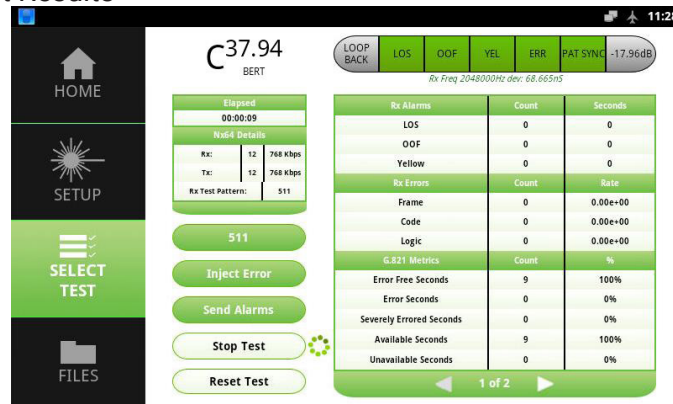 11:28
HOME
SETUP
SELECT
TEST
FILES
C37.94
BERT
LOOP
BACK
LOS
OOF
YEL
ERR
PAT SYNC
-17.96dB
Rx Freq 2048000Hz dev: 68.665nS
Elapsed
00:00:09
Nx64 Details
Rx: 12 768 Kbps
Tx: 12 768 Kbps
Rx Test Pattern: 511
511
Inject Error
Send Alarms
Stop Test
Reset Test
Rx Alarms Count Seconds
LOS 0 0
OOF 0 0
Yellow 0 0
Rx Errors Count Rate
Frame 0 0.00e+00
Code 0 0.00e+00
Logic 0 0.00e+00
G.821 Metrics Count %
Error Free Seconds 9 100%
Error Seconds 0 0%
Severely Errored Seconds 0 0%
Available Seconds 9 100%
Unavailable Seconds 0 0%
1 of 2